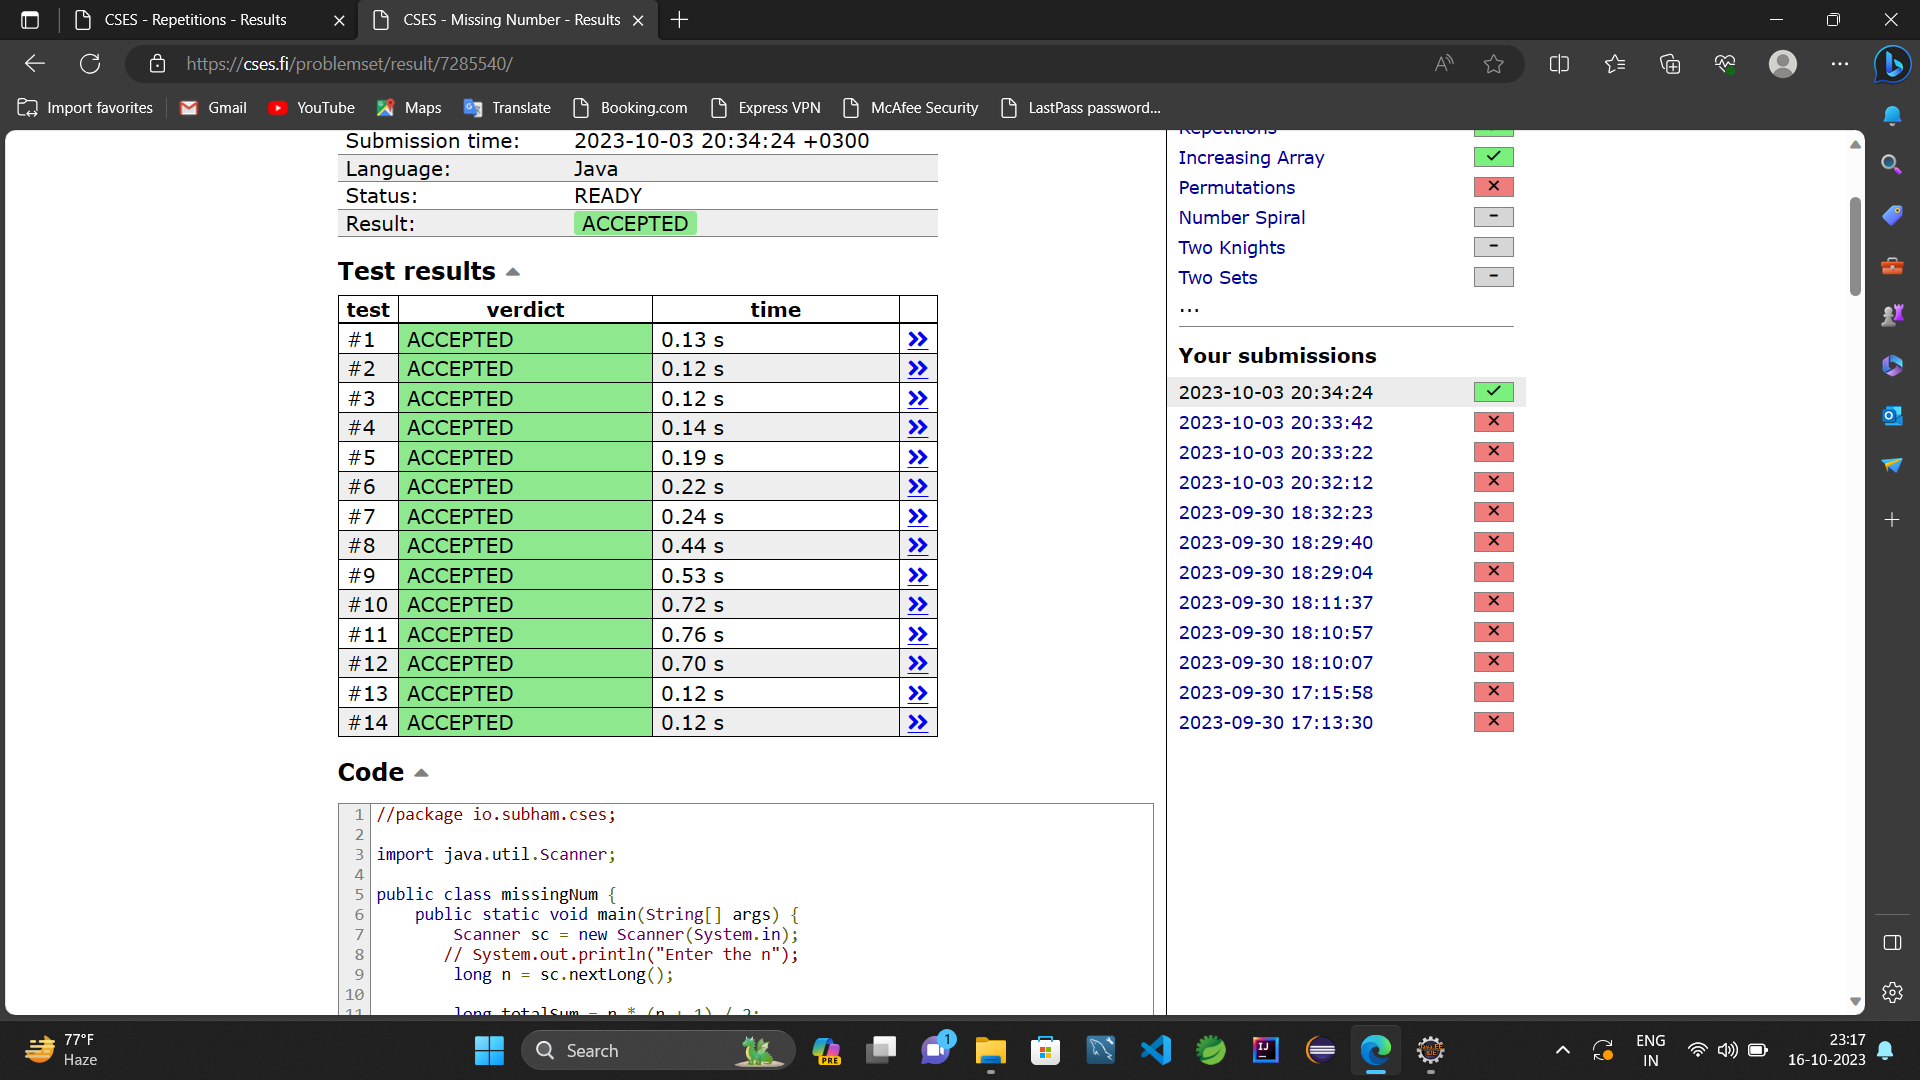 CSES - Repetitions - Results
CSES - Missing Number - Results
https://cses.fi/problemset/result/7285540/
Import favorites
Gmail
YouTube
Maps
Translate
Booking.com
Express VPN
McAfee Security
LastPass password...
Submission time: 2023-10-03 20:34:24 +0300
Language: Java
Status: READY
Result: ACCEPTED
Test results
test verdict time
#1 ACCEPTED 0.13 s
#2 ACCEPTED 0.12 s
#3 ACCEPTED 0.12 s
#4 ACCEPTED 0.14 s
#5 ACCEPTED 0.19 s
#6 ACCEPTED 0.22 s
#7 ACCEPTED 0.24 s
#8 ACCEPTED 0.44 s
#9 ACCEPTED 0.53 s
#10 ACCEPTED 0.72 s
#11 ACCEPTED 0.76 s
#12 ACCEPTED 0.70 s
#13 ACCEPTED 0.12 s
#14 ACCEPTED 0.12 s
Code
1 //package io.subham.cses;
2
3 import java.util.Scanner;
4
5 public class missingNum {
6 public static void main(String[] args) {
7 Scanner sc = new Scanner(System.in);
8 // System.out.println("Enter the n");
9 long n = sc.nextLong();
10
11 long totalSum = n * (n + 1) / 2;
Repetitions
Increasing Array
Permutations
Number Spiral
Two Knights
Two Sets
...
Your submissions
2023-10-03 20:34:24
2023-10-03 20:33:42
2023-10-03 20:33:22
2023-10-03 20:32:12
2023-09-30 18:32:23
2023-09-30 18:29:40
2023-09-30 18:29:04
2023-09-30 18:11:37
2023-09-30 18:10:57
2023-09-30 18:10:07
2023-09-30 17:15:58
2023-09-30 17:13:30
77°F
Haze
Search
PRE
1
IJ
ENG
IN
23:17
16-10-2023